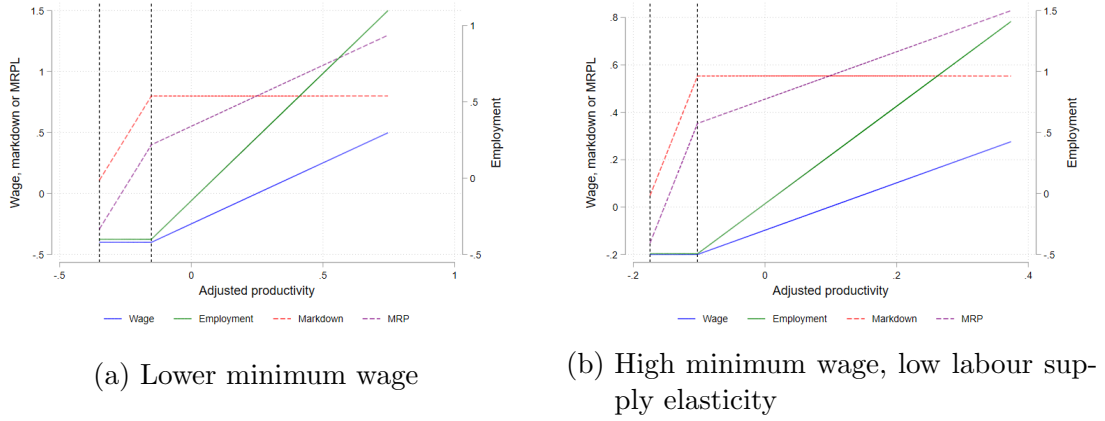 1.5
1
.5
0
-.5
Wage, markdown or MRPL
1
.5
0
-.5
Employment
-.5 0 .5 1
Adjusted productivity
Wage Employment Markdown MRP
(a) Lower minimum wage
.8
.6
.4
.2
0
-.2
Wage, markdown or MRPL
1.5
1
.5
0
-.5
Employment
-.2 0 .2 .4
Adjusted productivity
Wage Employment Markdown MRP
(b) High minimum wage, low labour sup-
ply elasticity